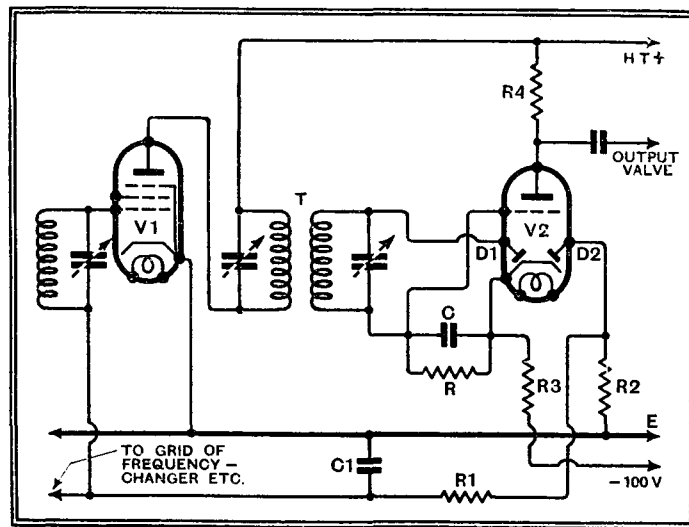 HT+
R4
OUTPUT
VALVE
T
V1
V2
D1
D2
C
R
R3
R2
E
TO GRID OF
FREQUENCY-
CHANGER ETC.
C1
R1
-100 V